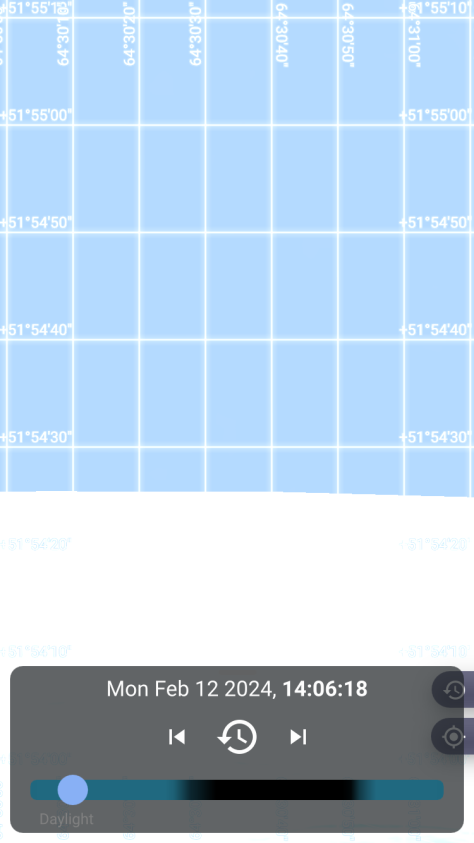 +51°55'10" +51°55'10"
64°30'10" 64°30'20" 64°30'30" 64°30'40" 64°30'50" 64°31'00"
+51°55'00" +51°55'00"
+51°54'50" +51°54'50"
+51°54'40" +51°54'40"
+51°54'30" +51°54'30"
+51°54'20" +51°54'20"
+51°54'10" +51°54'10"
Mon Feb 12 2024, 14:06:18
Daylight